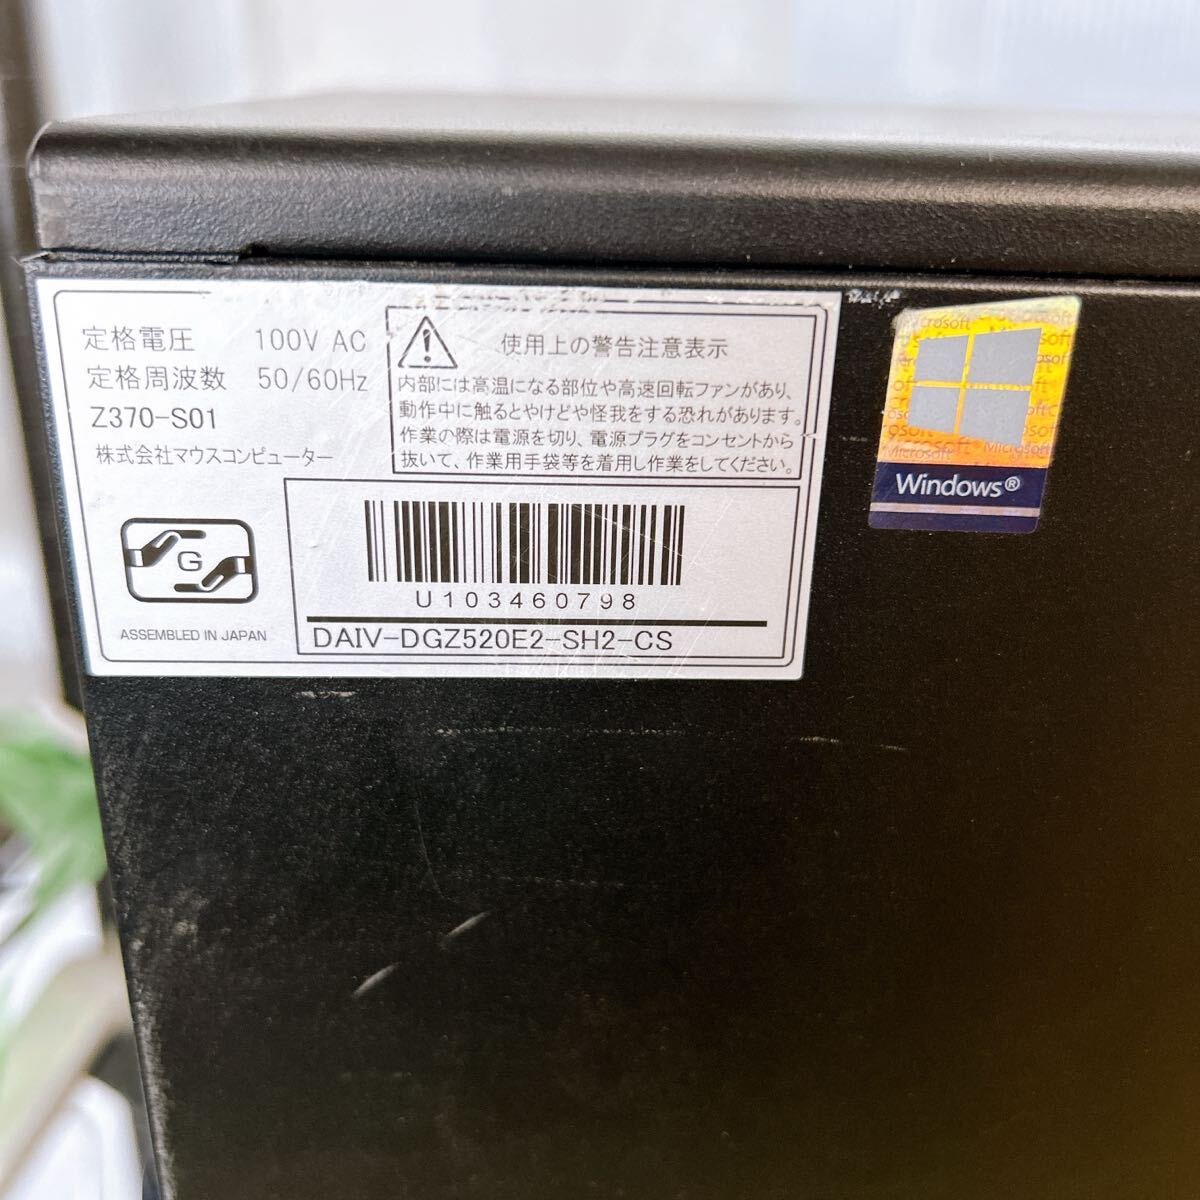 定格電圧 100V AC
定格周波数 50/60Hz
Z370-S01
株式会社マウスコンピューター
使用上の警告注意表示
内部には高温になる部位や高速回転ファンがあり、
動作中に触るとやけどや怪我をする恐れがあります。
作業の際は電源を切り、電源プラグをコンセントから
抜いて、作業用手袋等を着用し作業をしてください。
G
ASSEMBLED IN JAPAN
U103460798
DAIV-DGZ520E2-SH2-CS
Microsoft
Microsoft
Microsoft
Windows®